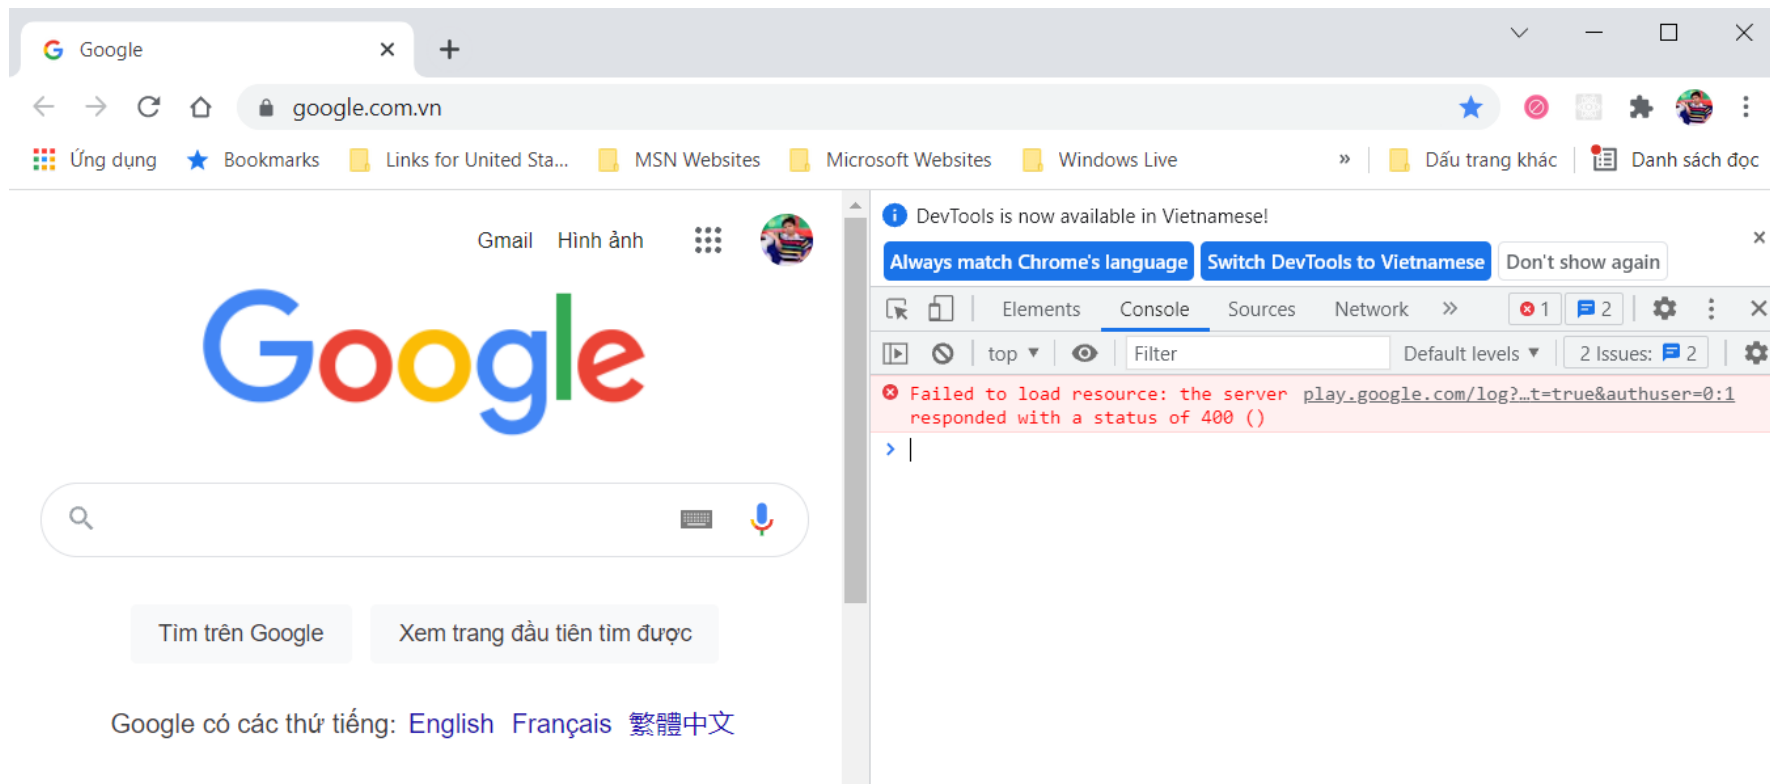 Google
google.com.vn
Ứng dụng Bookmarks Links for United Sta... MSN Websites Microsoft Websites Windows Live » Dấu trang khác Danh sách đọc
Gmail Hình ảnh
Google
Tìm trên Google Xem trang đầu tiên tìm được
Google có các thứ tiếng: English Français 繁體中文
DevTools is now available in Vietnamese!
Always match Chrome's language Switch DevTools to Vietnamese Don't show again
Elements Console Sources Network » 1 2
top Filter Default levels 2 Issues: 2
Failed to load resource: the server play.google.com/log?…t=true&authuser=0:1
responded with a status of 400 ()